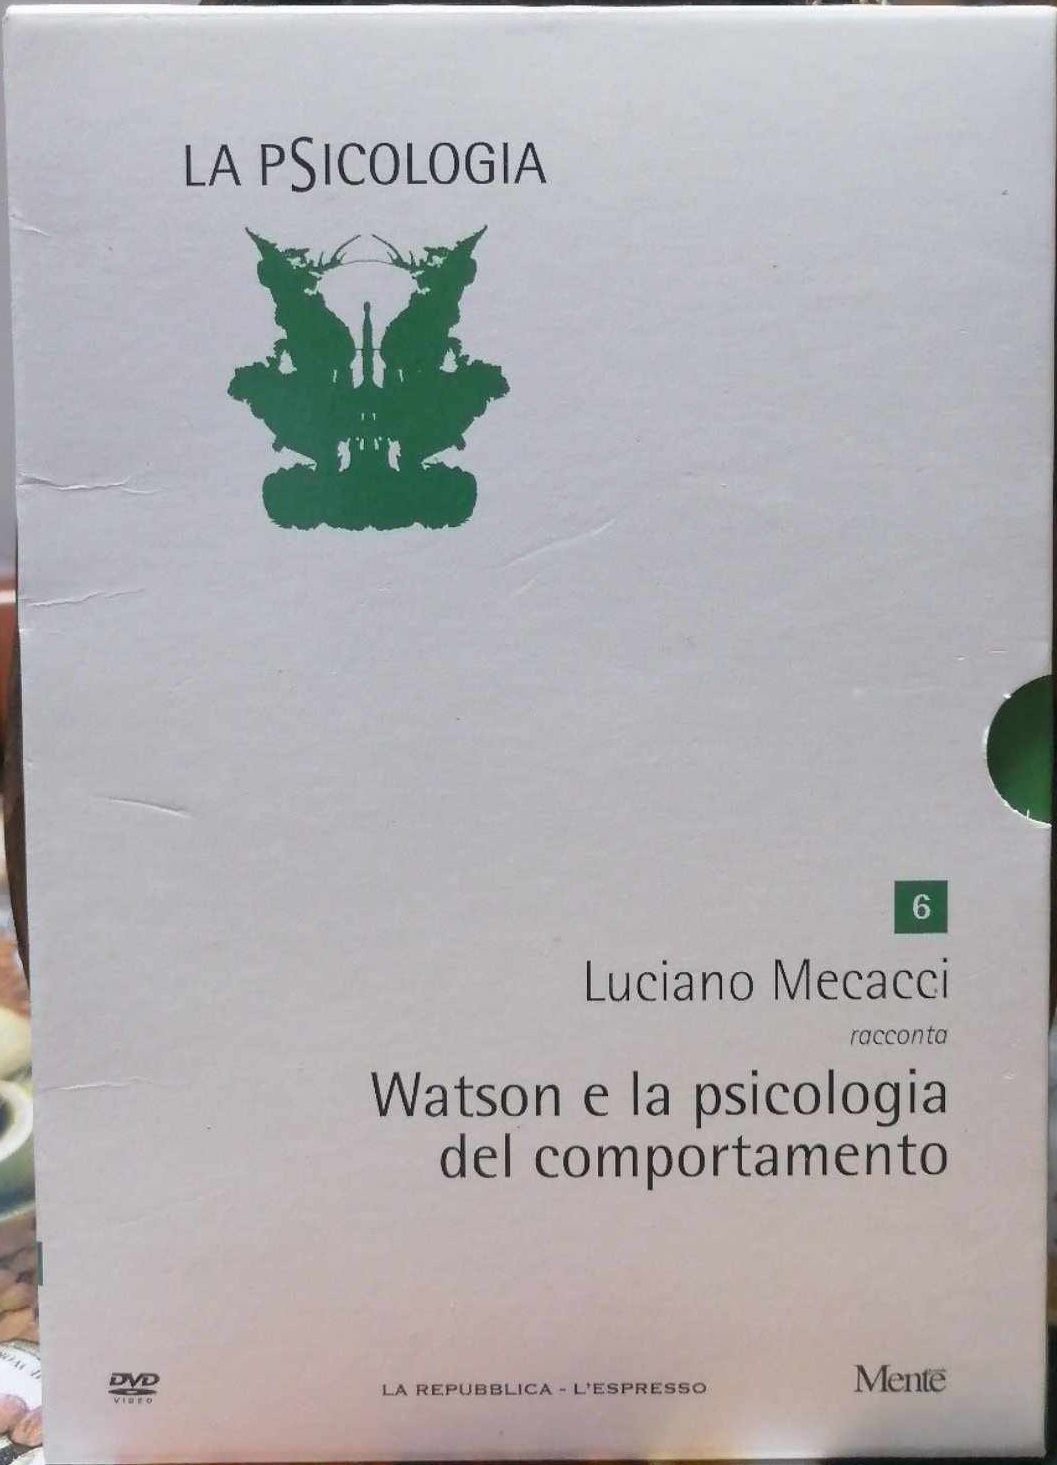 LA PSICOLOGIA
6
Luciano Mecacci
racconta
Watson e la psicologia
del comportamento
DVD
VIDEO
LA REPUBBLICA - L'ESPRESSO
Mente